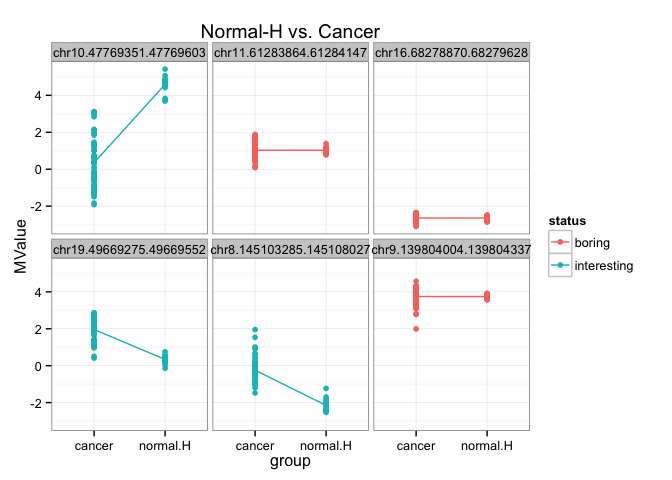 Normal-H vs. Cancer
chr10.47769351.47769603 chr11.61283864.61284147 chr16.68278870.68279628
4
2
0
-2
chr19.49669275.49669552 chr8.145103285.145108027 chr9.139804004.139804337
4
2
0
-2
MValue
cancer normal.H cancer normal.H cancer normal.H
group
status
boring
interesting